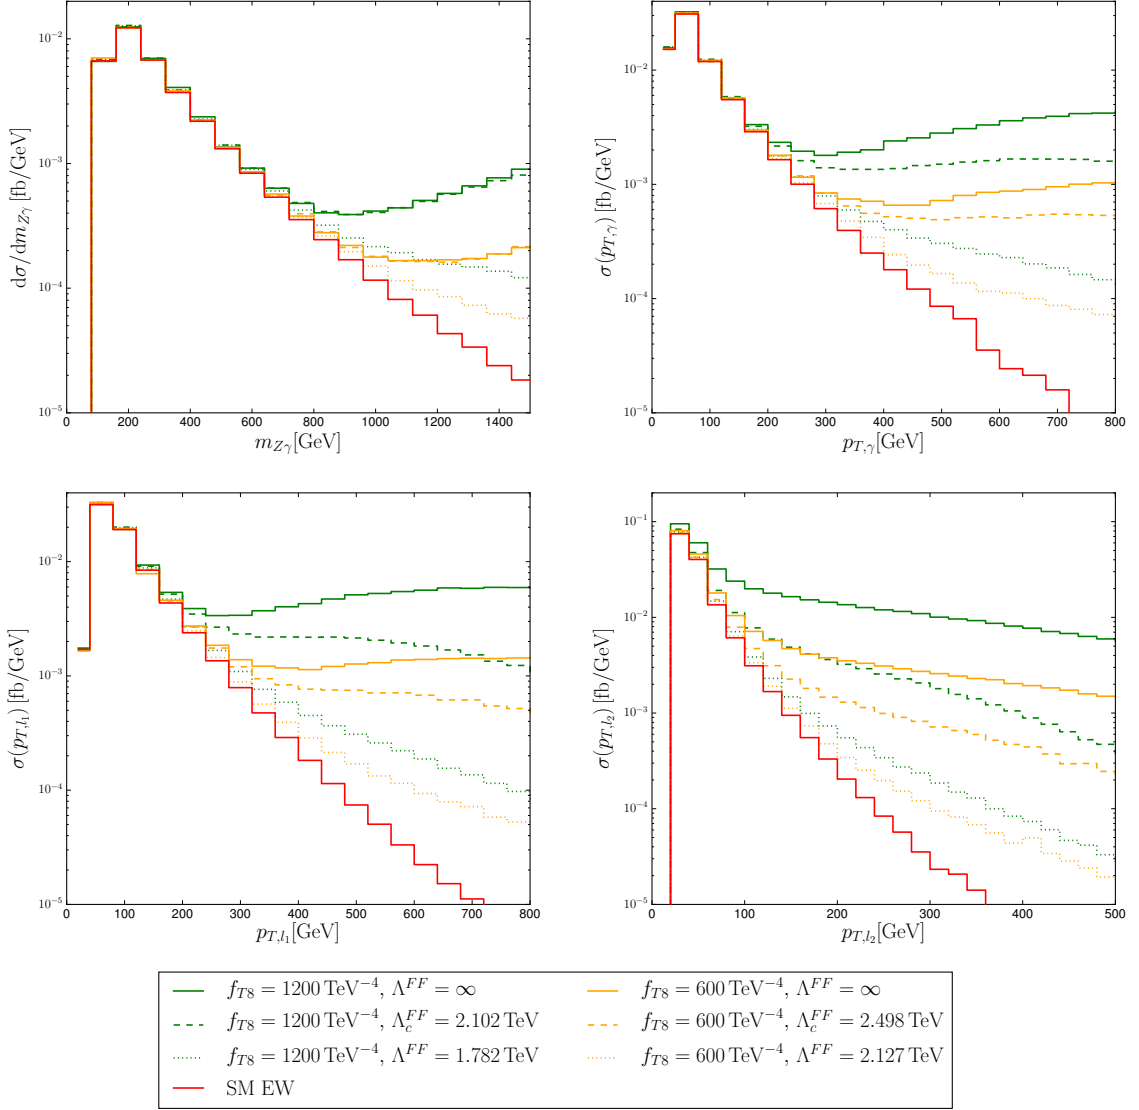 dσ/dm_{Zγ} [fb/GeV]
10^{-2}
10^{-3}
10^{-4}
10^{-5}
0 200 400 600 800 1000 1200 1400
m_{Zγ}[GeV]
σ(p_{T,γ}) [fb/GeV]
10^{-2}
10^{-3}
10^{-4}
10^{-5}
0 100 200 300 400 500 600 700 800
p_{T,γ}[GeV]
σ(p_{T,l_1}) [fb/GeV]
10^{-2}
10^{-3}
10^{-4}
10^{-5}
0 100 200 300 400 500 600 700 800
p_{T,l_1}[GeV]
σ(p_{T,l_2}) [fb/GeV]
10^{-1}
10^{-2}
10^{-3}
10^{-4}
10^{-5}
0 100 200 300 400 500
p_{T,l_2}[GeV]
f_{T8} = 1200 TeV^{-4}, Λ^{FF} = ∞
f_{T8} = 1200 TeV^{-4}, Λ_c^{FF} = 2.102 TeV
f_{T8} = 1200 TeV^{-4}, Λ^{FF} = 1.782 TeV
SM EW
f_{T8} = 600 TeV^{-4}, Λ^{FF} = ∞
f_{T8} = 600 TeV^{-4}, Λ_c^{FF} = 2.498 TeV
f_{T8} = 600 TeV^{-4}, Λ^{FF} = 2.127 TeV